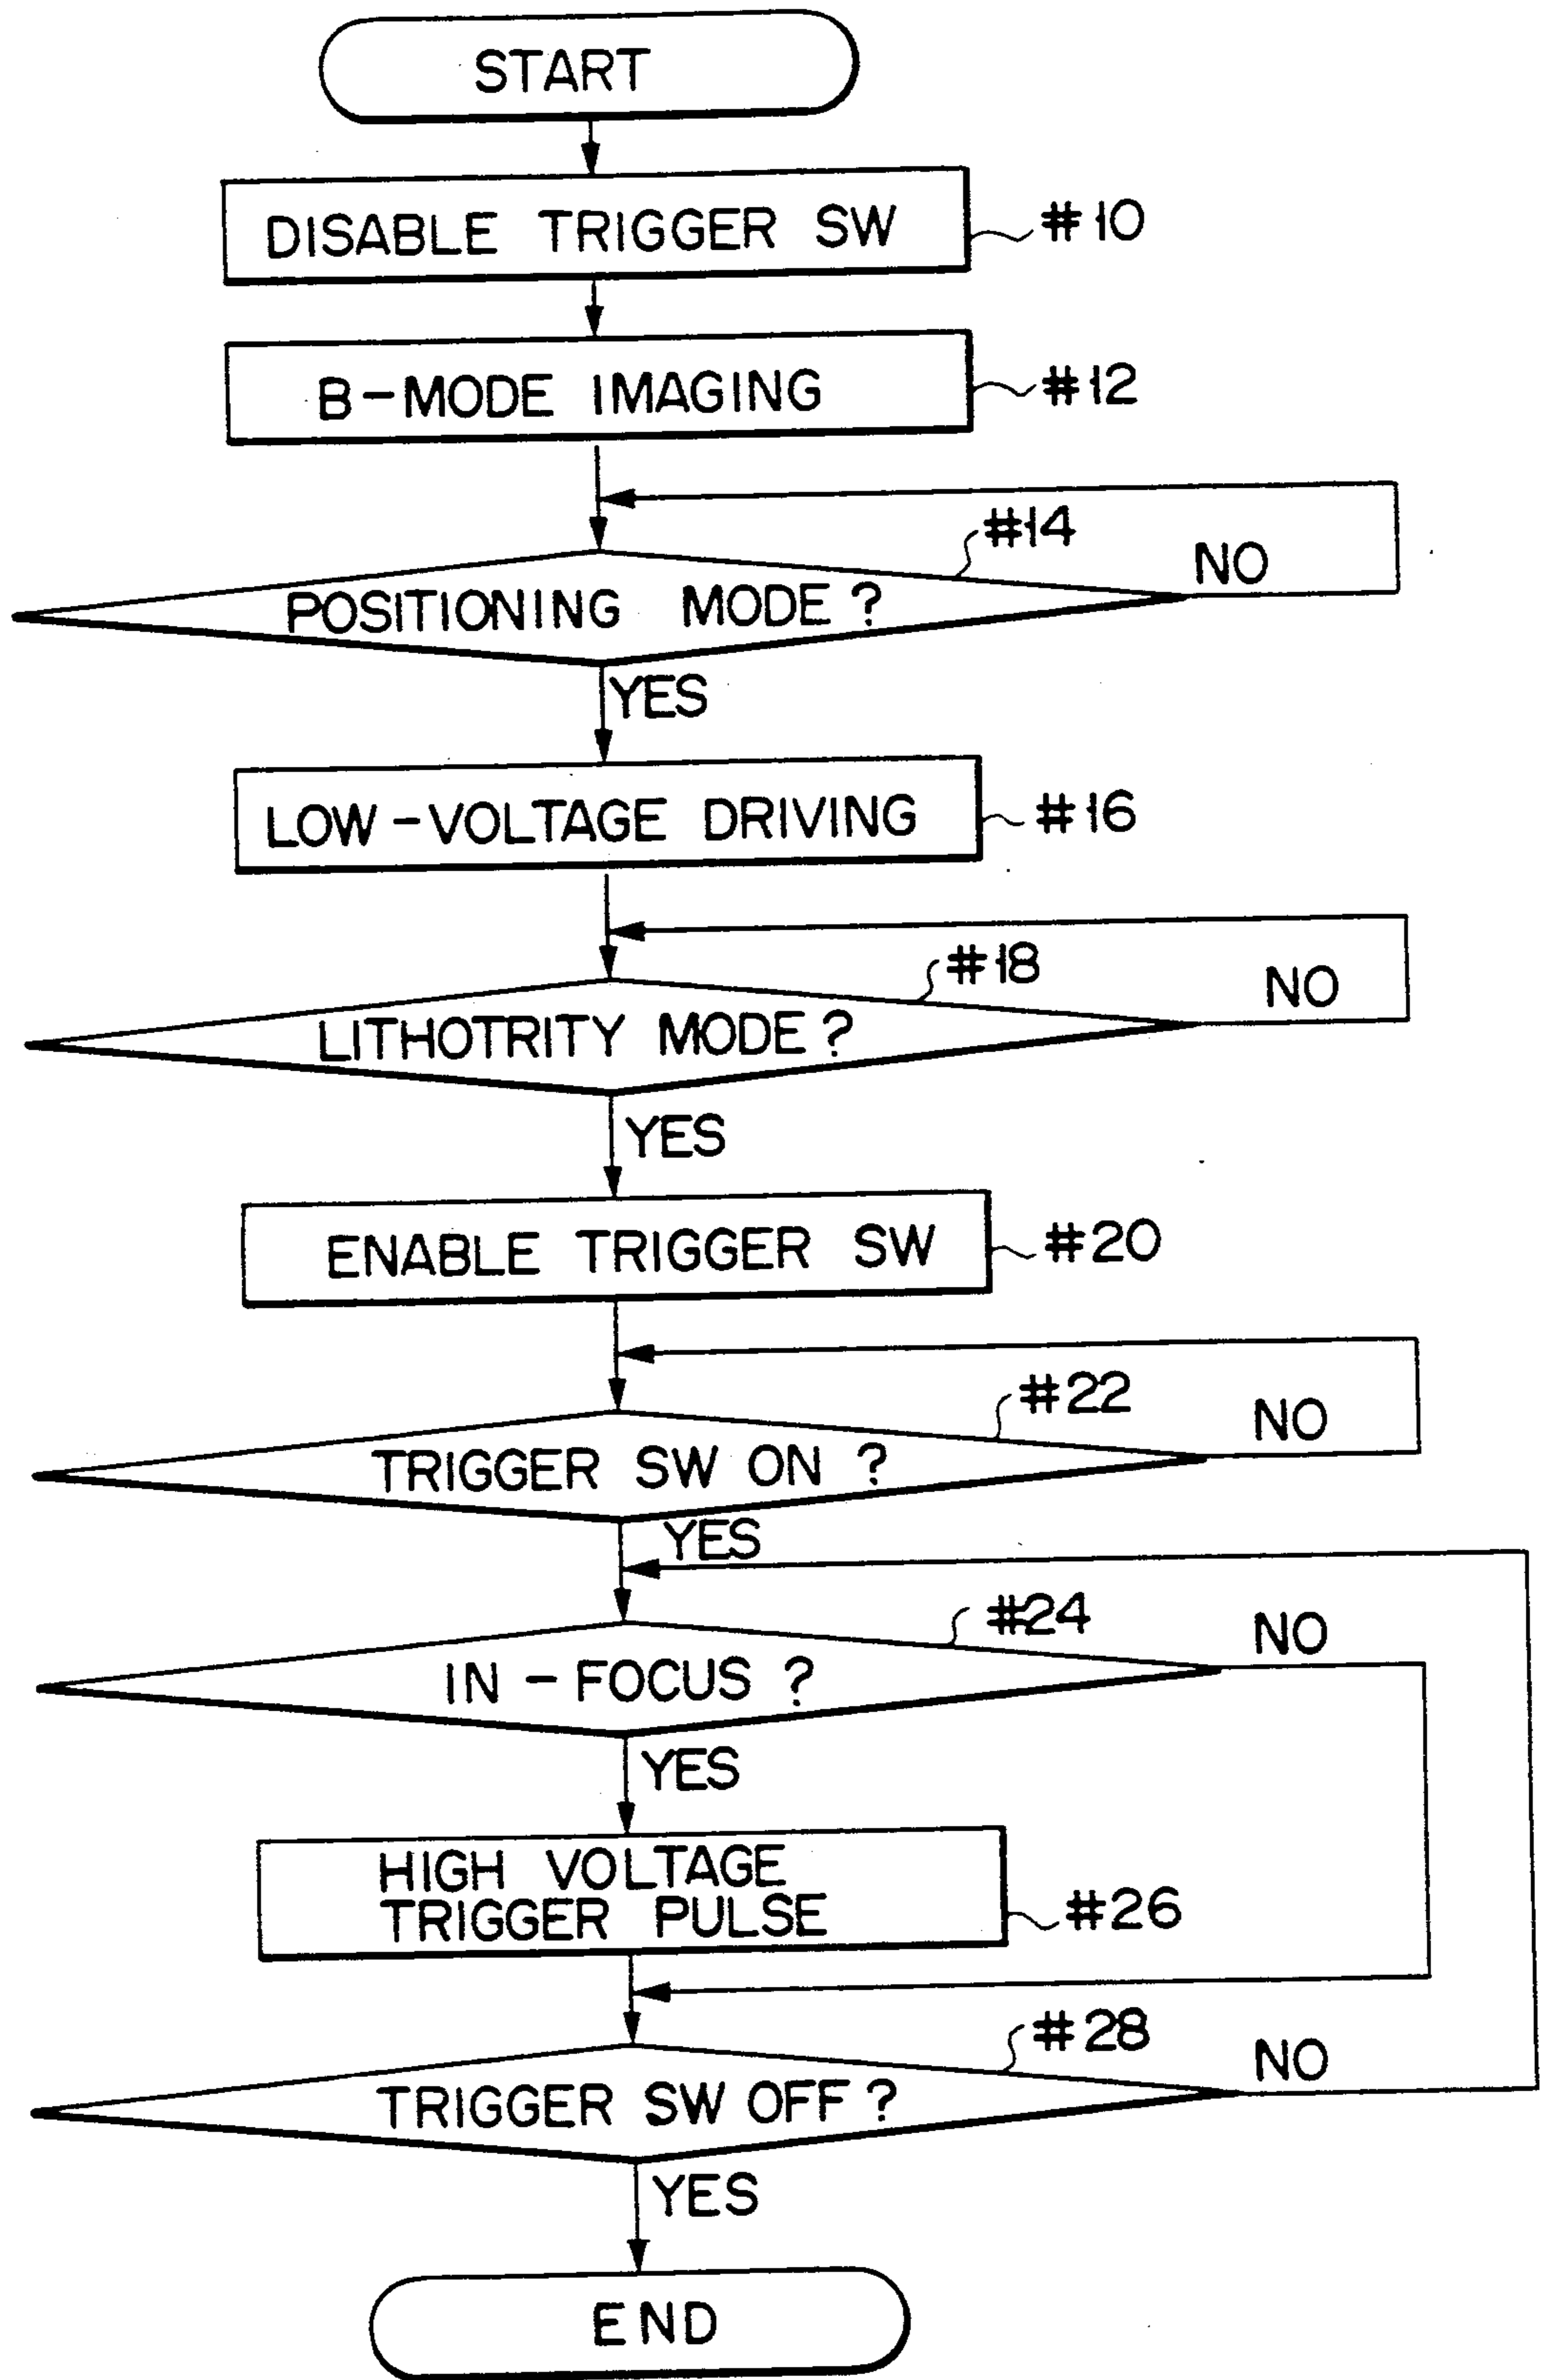 START
DISABLE TRIGGER SW
#10
B-MODE IMAGING
#12
#14
NO
POSITIONING MODE?
YES
LOW-VOLTAGE DRIVING
#16
#18
NO
LITHOTRITY MODE?
YES
ENABLE TRIGGER SW
#20
#22
NO
TRIGGER SW ON ?
YES
#24
NO
IN-FOCUS ?
YES
HIGH VOLTAGE
TRIGGER PULSE
#26
#28
NO
TRIGGER SW OFF?
YES
END